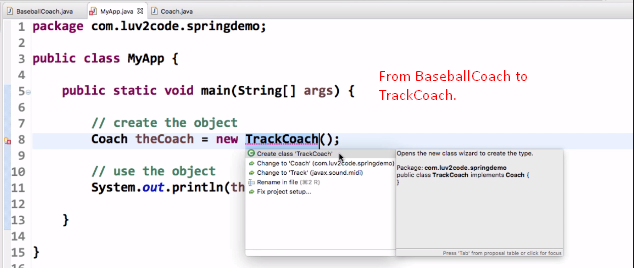 BaseballCoach.java
MyApp.java
Coach.java
1 package com.luv2code.springdemo;
2
3 public class MyApp {
4
5 public static void main(String[] args) {
6
7 // create the object
8 Coach theCoach = new TrackCoach();
9
10 // use the object
11 System.out.println(th
12
13 }
14
15 }
From BaseballCoach to
TrackCoach.
Create class 'TrackCoach'
Change to 'Coach' (com.luv2code.springdemo)
Change to 'Track' (javax.sound.midi)
Rename in file (⌘2 R)
Fix project setup...
Opens the new class wizard to create the type.
Package: com.luv2code.springdemo
public class TrackCoach implements Coach {
}
Press 'Tab' from proposal table or click for focus